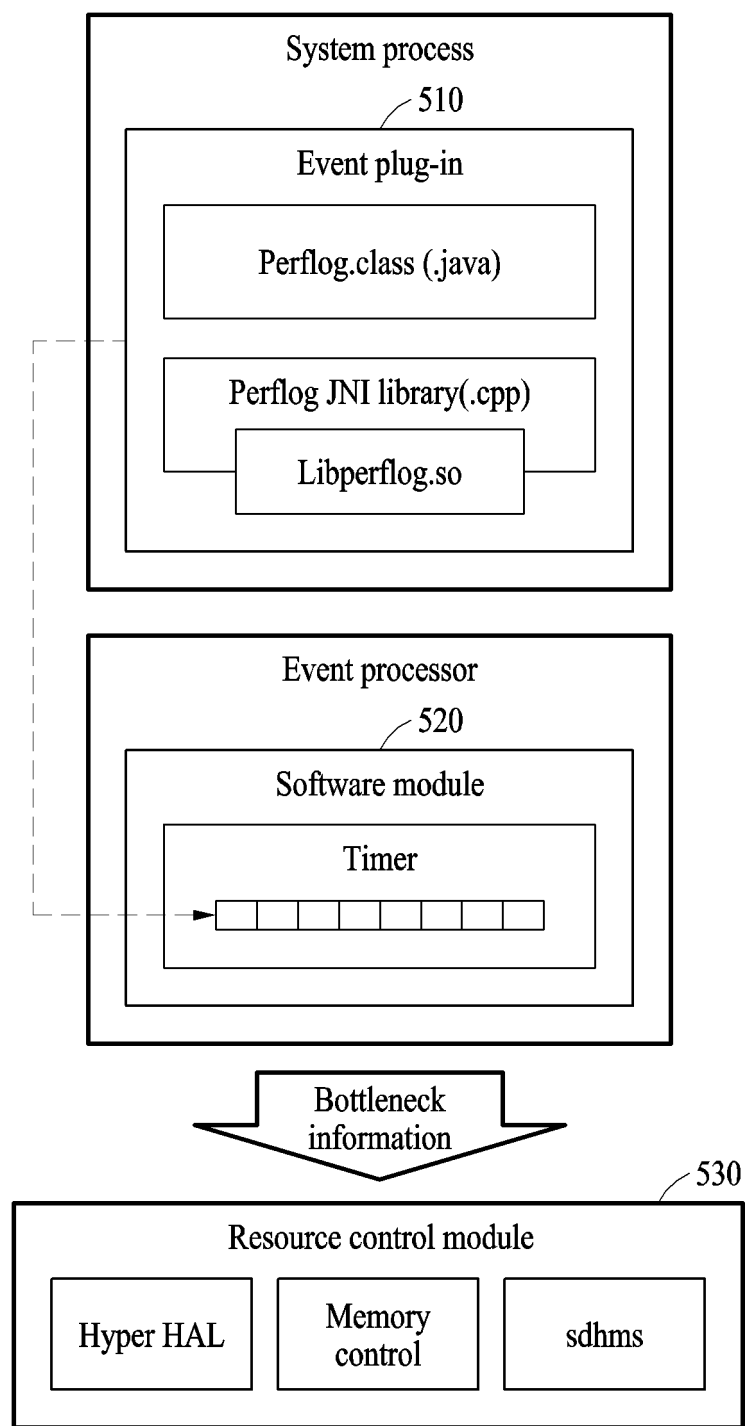 System process
510
Event plug-in
Perflog.class (.java)
Perflog JNI library(.cpp)
Libperflog.so
Event processor
520
Software module
Timer
Bottleneck
information
530
Resource control module
Hyper HAL
Memory
control
sdhms